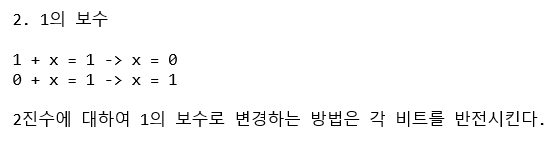 2. 1의 보수
1 + x = 1 -> x = 0
0 + x = 1 -> x = 1
2진수에 대하여 1의 보수로 변경하는 방법은 각 비트를 반전시킨다.